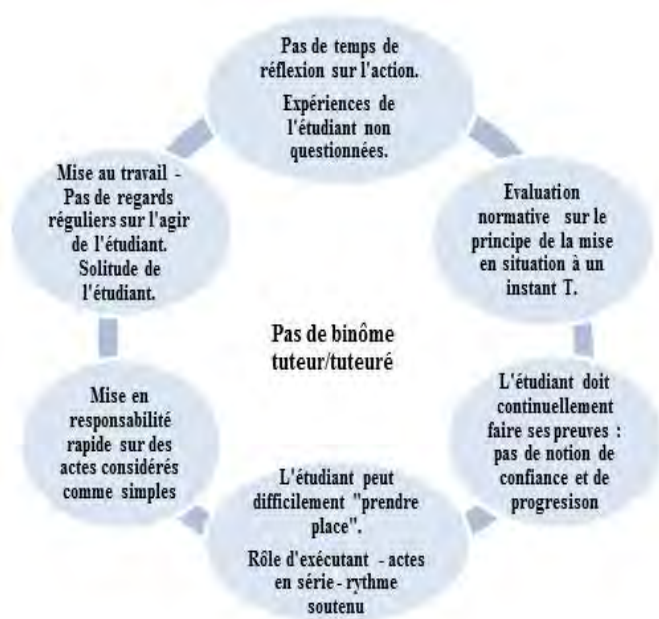 Pas de temps de
réflexion sur l'action.
Expériences de
l'étudiant non
questionnées.
Evaluation
normative sur le
principe de la mise
en situation à un
instant T.
L'étudiant doit
continuellement
faire ses preuves :
pas de notion de
confiance et de
progresison
L'étudiant peut
difficilement "prendre
place".
Rôle d'exécutant - actes
en série - rythme
soutenu
Mise en
responsabilité
rapide sur des
actes considérés
comme simples
Mise au travail -
Pas de regards
réguliers sur l'agir
de l'étudiant.
Solitude de
l'étudiant.
Pas de binôme
tuteur/tuteuré